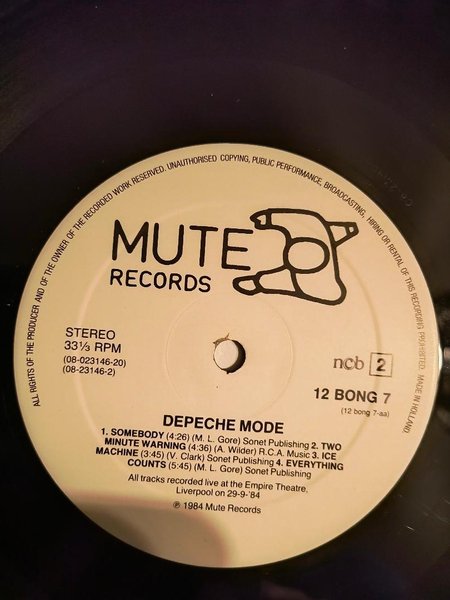 ALL RIGHTS OF THE PRODUCER AND OF THE OWNER OF THE RECORDED WORK RESERVED. UNAUTHORISED COPYING, PUBLIC PERFORMANCE, BROADCASTING, HIRING OR RENTAL OF THIS RECORDING PROHIBITED. MADE IN HOLLAND.
MUTE
RECORDS
STEREO
33⅓ RPM
(08-023146-20)
(08-23146-2)
ncb 2
12 BONG 7
(12 bong 7-aa)
DEPECHE MODE
1. SOMEBODY (4:26) (M. L. Gore) Sonet Publishing 2. TWO
MINUTE WARNING (4:36) (A. Wilder) R.C.A. Music 3. ICE
MACHINE (3:45) (V. Clark) Sonet Publishing 4. EVERYTHING
COUNTS (5:45) (M. L. Gore) Sonet Publishing
All tracks recorded live at the Empire Theatre,
Liverpool on 29-9-'84
℗ 1984 Mute Records